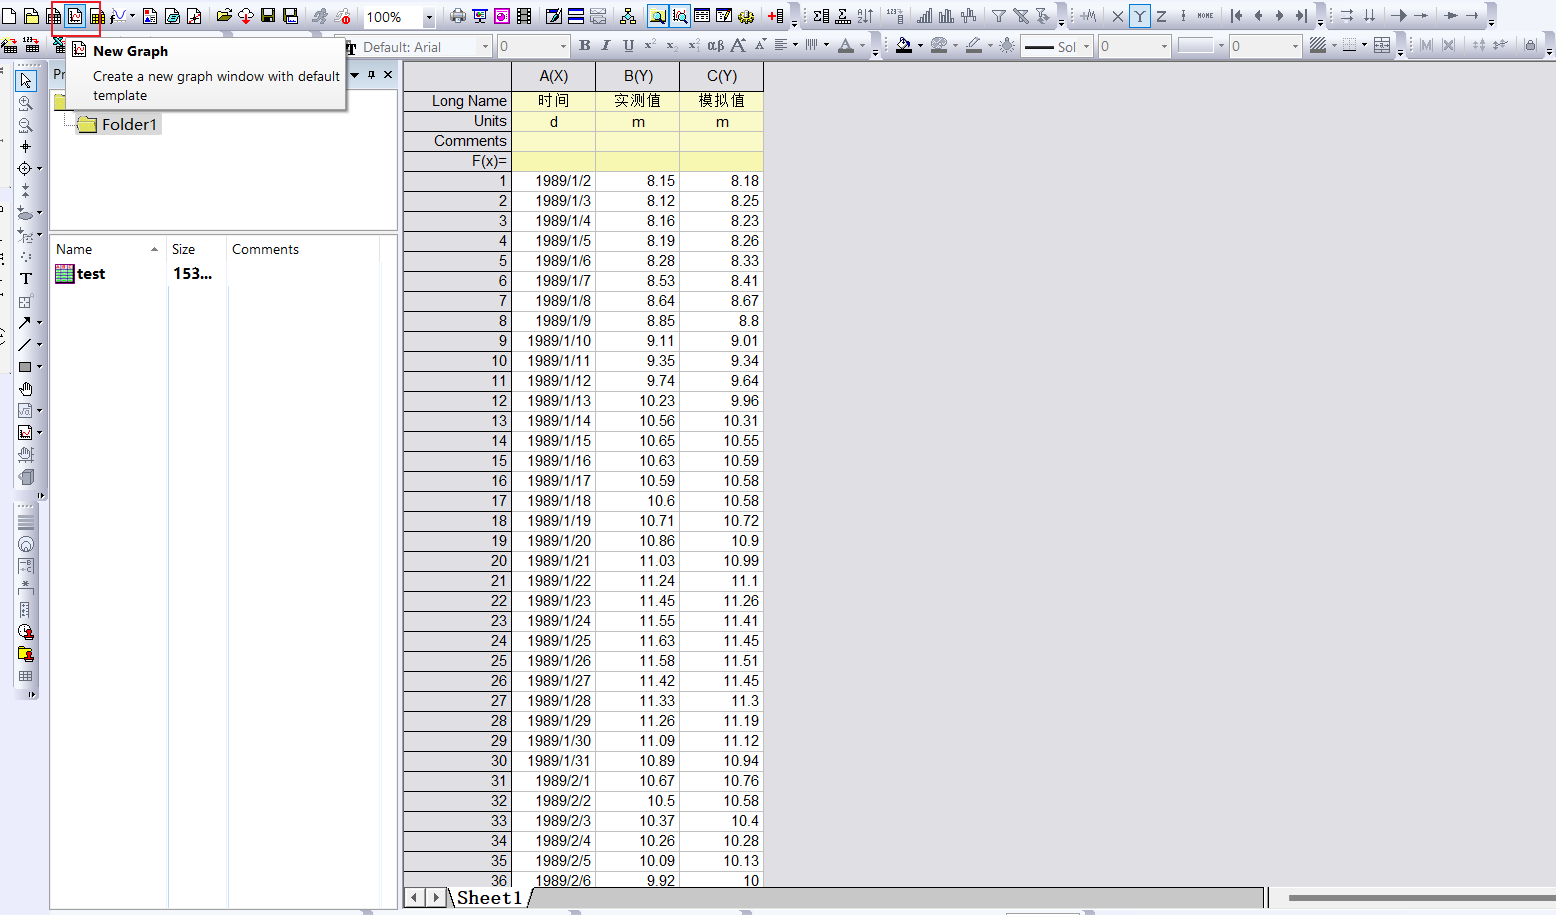 100%
New Graph
Create a new graph window with default
template
Default: Arial
0
B I U x² x₂ αβ A A
Sol
0
0
X Y Z
NONE
Folder1
Name Size Comments
test 153...
T
A(X) B(Y) C(Y)
Long Name 时间 实测值 模拟值
Units d m m
Comments
F(x)=
1 1989/1/2 8.15 8.18
2 1989/1/3 8.12 8.25
3 1989/1/4 8.16 8.23
4 1989/1/5 8.19 8.26
5 1989/1/6 8.28 8.33
6 1989/1/7 8.53 8.41
7 1989/1/8 8.64 8.67
8 1989/1/9 8.85 8.8
9 1989/1/10 9.11 9.01
10 1989/1/11 9.35 9.34
11 1989/1/12 9.74 9.64
12 1989/1/13 10.23 9.96
13 1989/1/14 10.56 10.31
14 1989/1/15 10.65 10.55
15 1989/1/16 10.63 10.59
16 1989/1/17 10.59 10.58
17 1989/1/18 10.6 10.58
18 1989/1/19 10.71 10.72
19 1989/1/20 10.86 10.9
20 1989/1/21 11.03 10.99
21 1989/1/22 11.24 11.1
22 1989/1/23 11.45 11.26
23 1989/1/24 11.55 11.41
24 1989/1/25 11.63 11.45
25 1989/1/26 11.58 11.51
26 1989/1/27 11.42 11.45
27 1989/1/28 11.33 11.3
28 1989/1/29 11.26 11.19
29 1989/1/30 11.09 11.12
30 1989/1/31 10.89 10.94
31 1989/2/1 10.67 10.76
32 1989/2/2 10.5 10.58
33 1989/2/3 10.37 10.4
34 1989/2/4 10.26 10.28
35 1989/2/5 10.09 10.13
36 1989/2/6 9.92 10
Sheet1